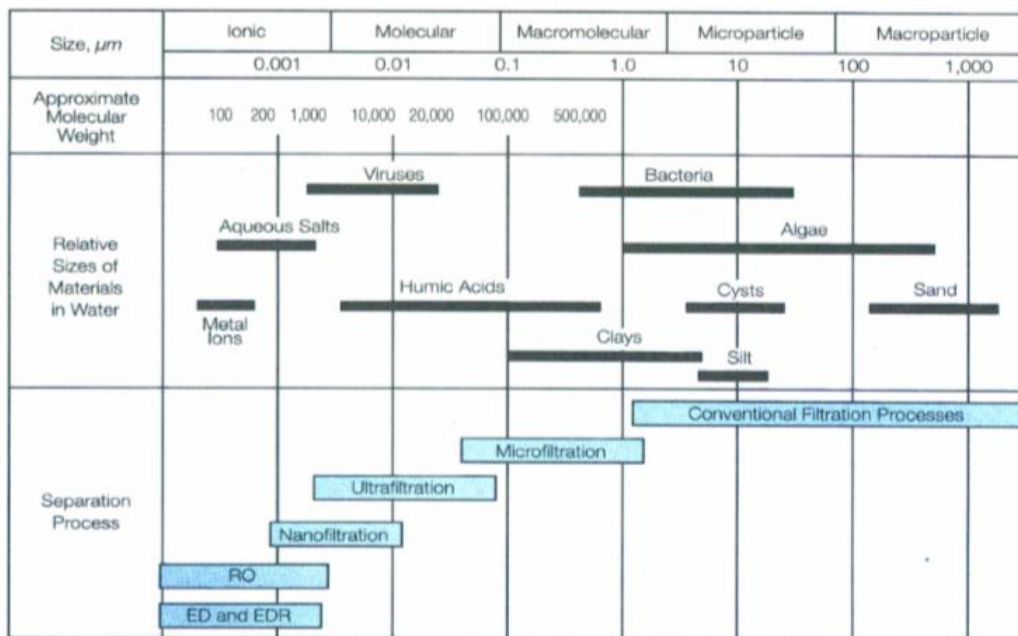 Size, µm
Ionic
Molecular
Macromolecular
Microparticle
Macroparticle
0.001
0.01
0.1
1.0
10
100
1,000
Approximate
Molecular
Weight
100
200
1,000
10,000
20,000
100,000
500,000
Relative
Sizes of
Materials
in Water
Viruses
Bacteria
Aqueous Salts
Algae
Humic Acids
Cysts
Sand
Metal
Ions
Clays
Silt
Separation
Process
Conventional Filtration Processes
Microfiltration
Ultrafiltration
Nanofiltration
RO
ED and EDR